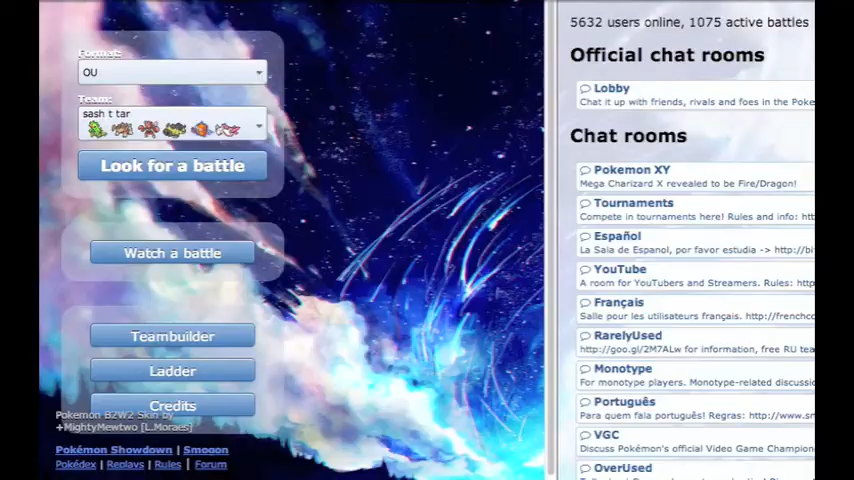 Format:
OU
Team:
sash t tar
Look for a battle
Watch a battle
Teambuilder
Ladder
Credits
Pokemon B2W2 Skin by
+MightyMewtwo [L.Moraes]
Pokémon Showdown | Smogon
Pokédex | Replays | Rules | Forum
5632 users online, 1075 active battles
Official chat rooms
Lobby
Chat it up with friends, rivals and foes in the Poke
Chat rooms
Pokemon XY
Mega Charizard X revealed to be Fire/Dragon!
Tournaments
Compete in tournaments here! Rules and info: htt
Español
La Sala de Espanol, por favor estudia -> http://bi
YouTube
A room for YouTubers and Streamers. Rules: http:
Français
Salle pour les utilisateurs français. http://frenchcc
RarelyUsed
http://goo.gl/2M7ALw for information, free RU tea
Monotype
For monotype players. Monotype-related discussio
Português
Para quem fala português! Regras: http://www.sm
VGC
Discuss Pokémon's official Video Game Champion
OverUsed